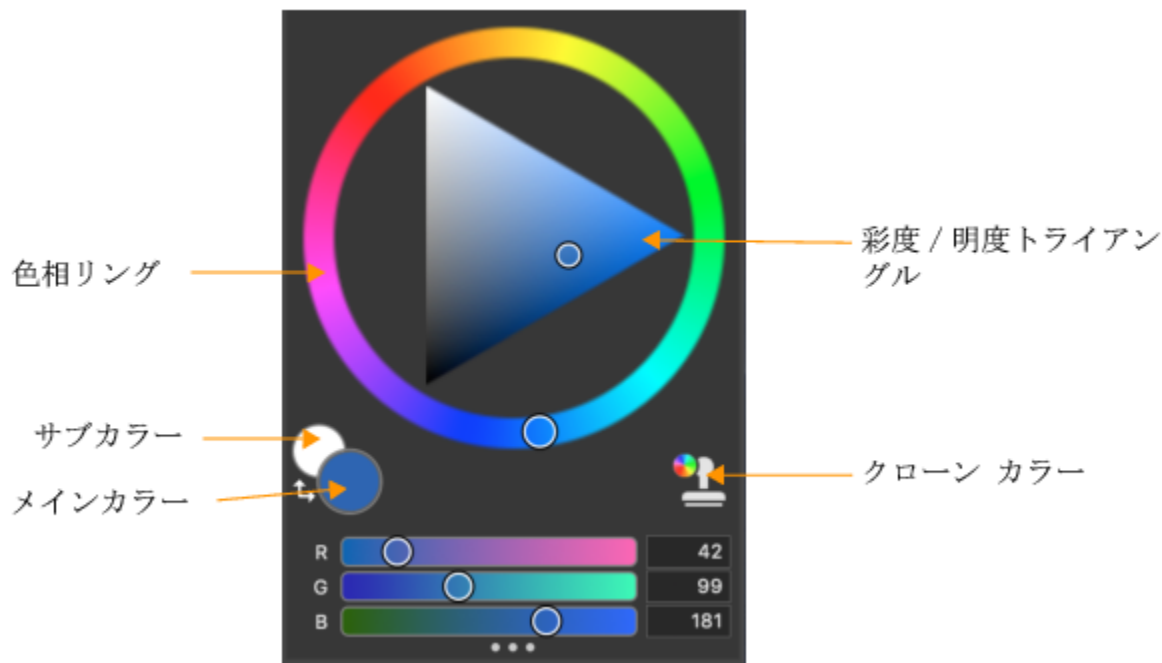 彩度 / 明度トライアン
グル
色相リング
サブカラー
メインカラー
クローン カラー
R 42
G 99
B 181